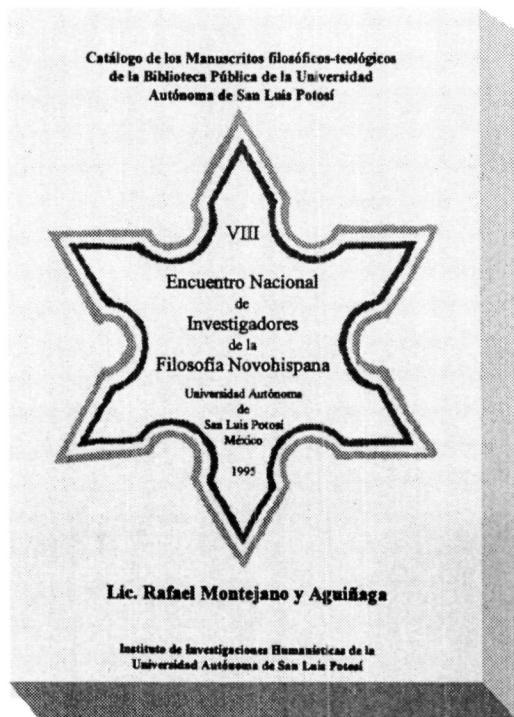 Catálogo de los Manuscritos filosóficos-teológicos
de la Biblioteca Pública de la Universidad
Autónoma de San Luis Potosí
VIII
Encuentro Nacional
de
Investigadores
de la
Filosofía Novohispana
Universidad Autónoma
de
San Luis Potosí
México
1995
Lic. Rafael Montejano y Aguiñaga
Instituto de Investigaciones Humanísticas de la
Universidad Autónoma de San Luis Potosí